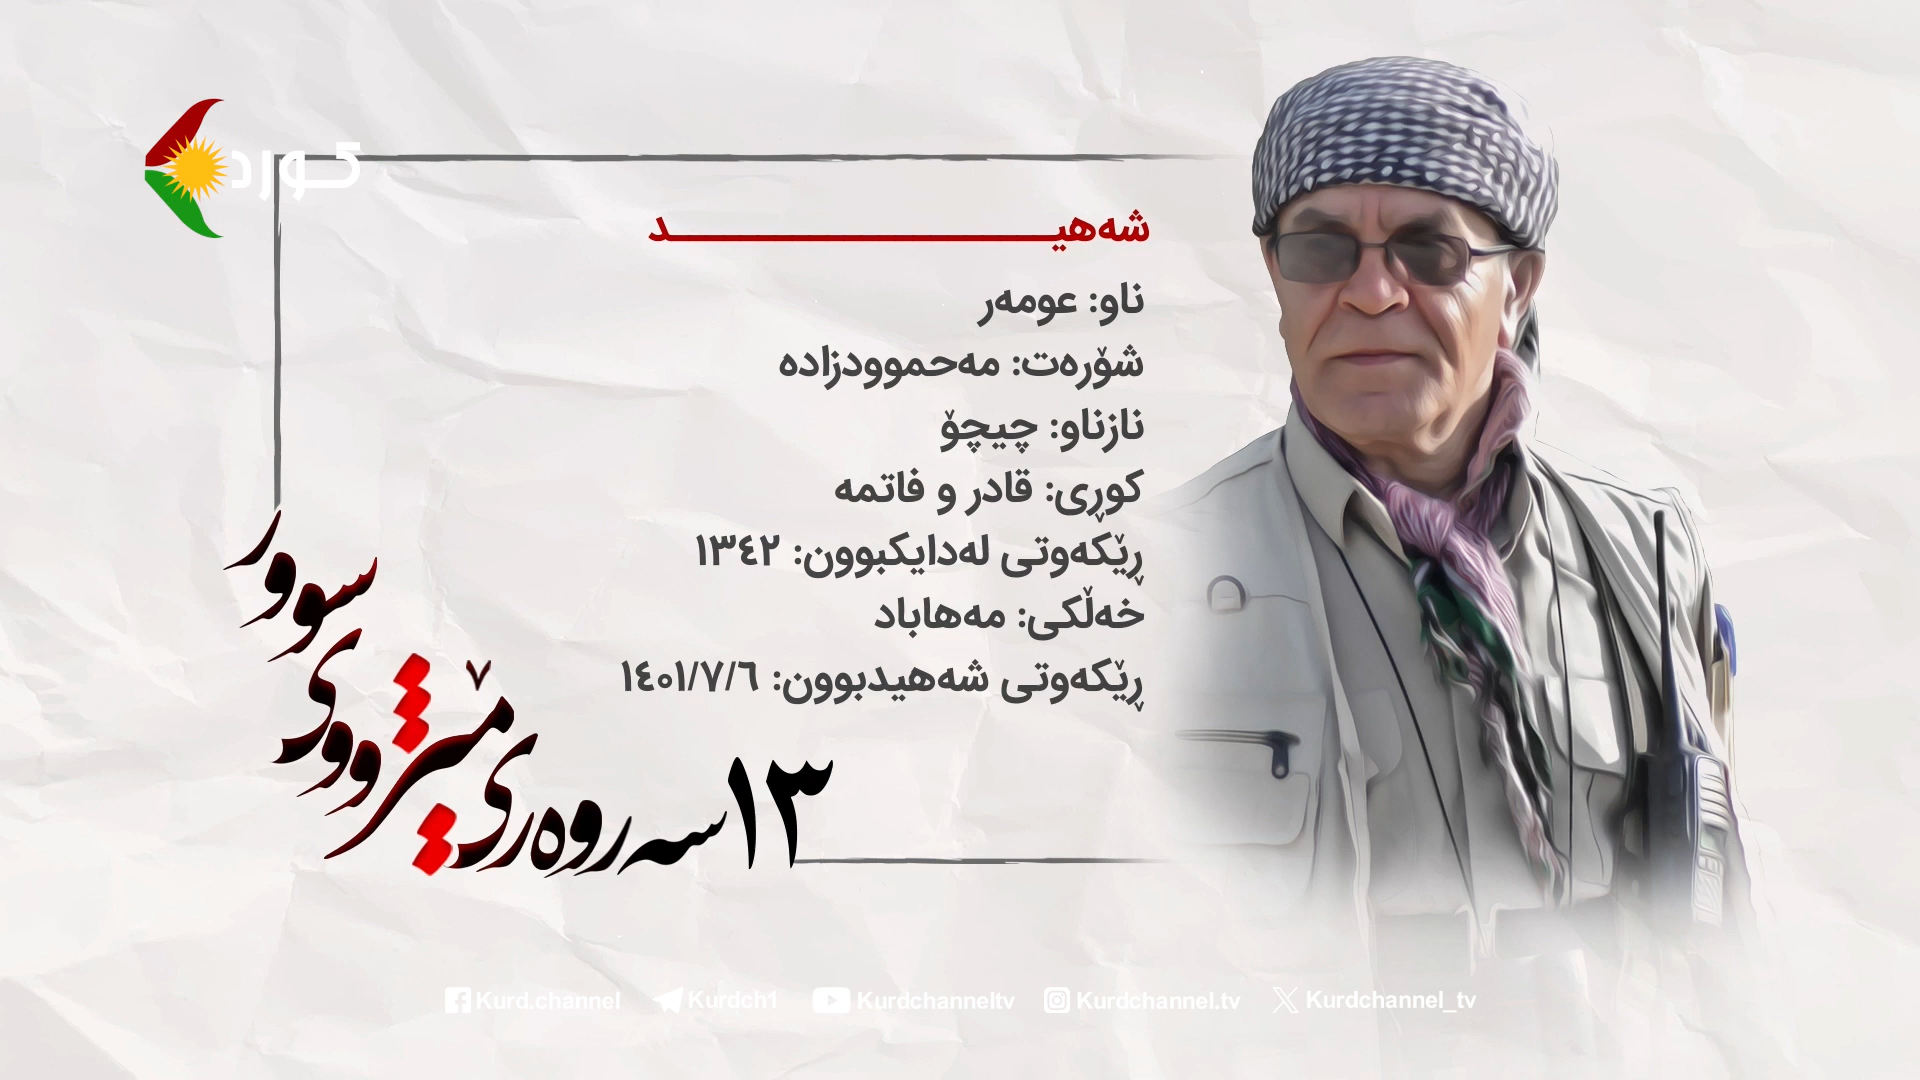 کورد
شەهیـــــــــــــــــــــــــــد
ناو: عومەر
شۆرەت: مەحموودزادە
نازناو: چیچۆ
کوڕی: قادر و فاتمە
ڕێکەوتی لەدایکبوون: ١٣٤٢
خەڵکی: مەهاباد
ڕێکەوتی شەهیدبوون: ١٤٠١/٧/٦
١٣ سەروەری مێژووی سوور
Kurd.channel Kurdch1 Kurdchanneltv Kurdchannel.tv Kurdchannel_tv